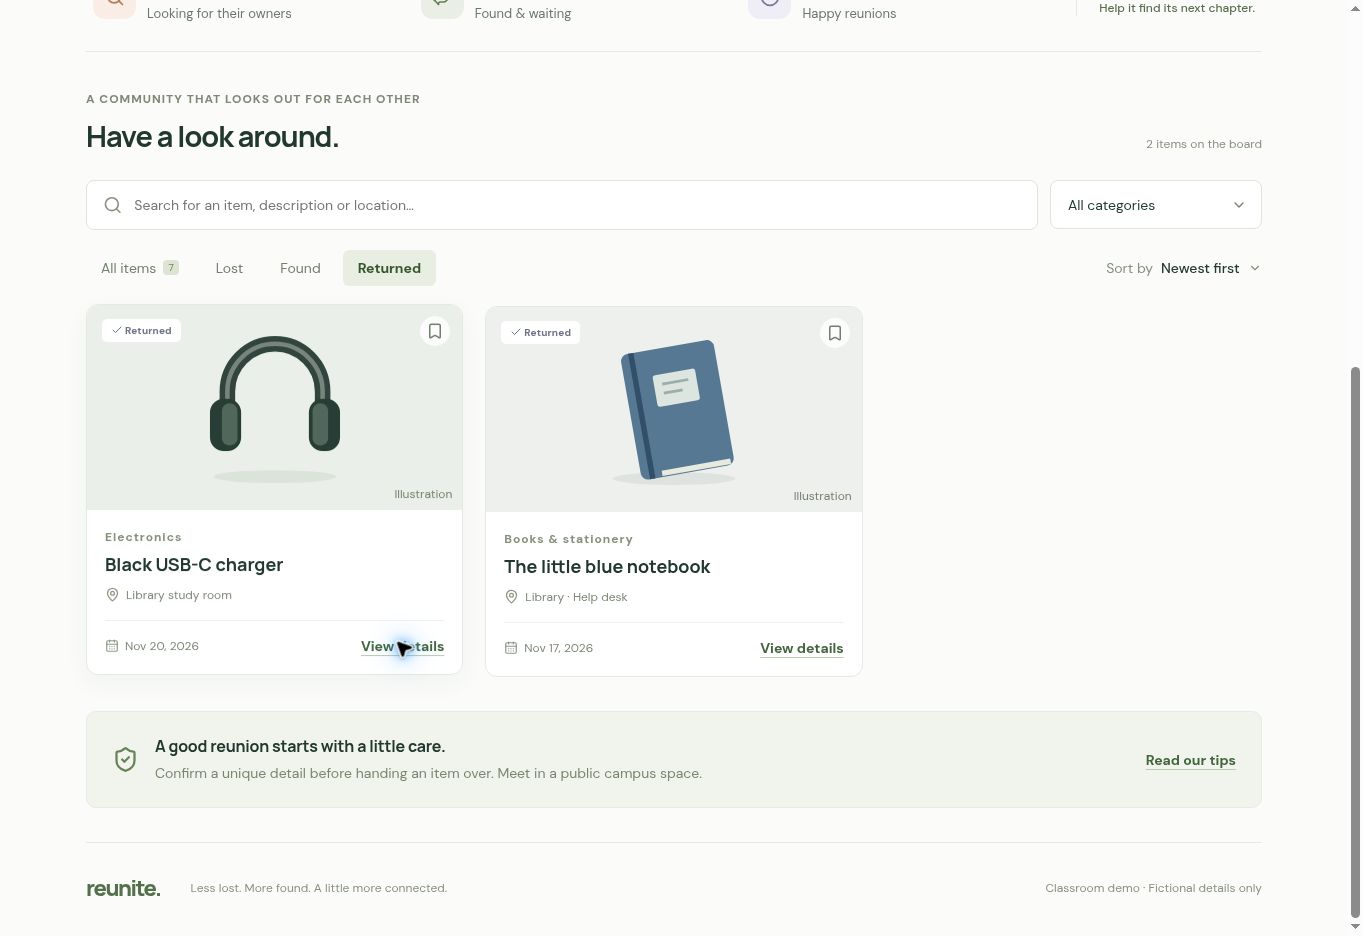 Looking for their owners
Found & waiting
Happy reunions
Help it find its next chapter.
A COMMUNITY THAT LOOKS OUT FOR EACH OTHER
Have a look around.
2 items on the board
Search for an item, description or location...
All categories
All items 7
Lost
Found
Returned
Sort by Newest first
Returned
Illustration
Electronics
Black USB-C charger
Library study room
Nov 20, 2026
View details
Returned
Illustration
Books & stationery
The little blue notebook
Library · Help desk
Nov 17, 2026
View details
A good reunion starts with a little care.
Confirm a unique detail before handing an item over. Meet in a public campus space.
Read our tips
reunite.
Less lost. More found. A little more connected.
Classroom demo · Fictional details only